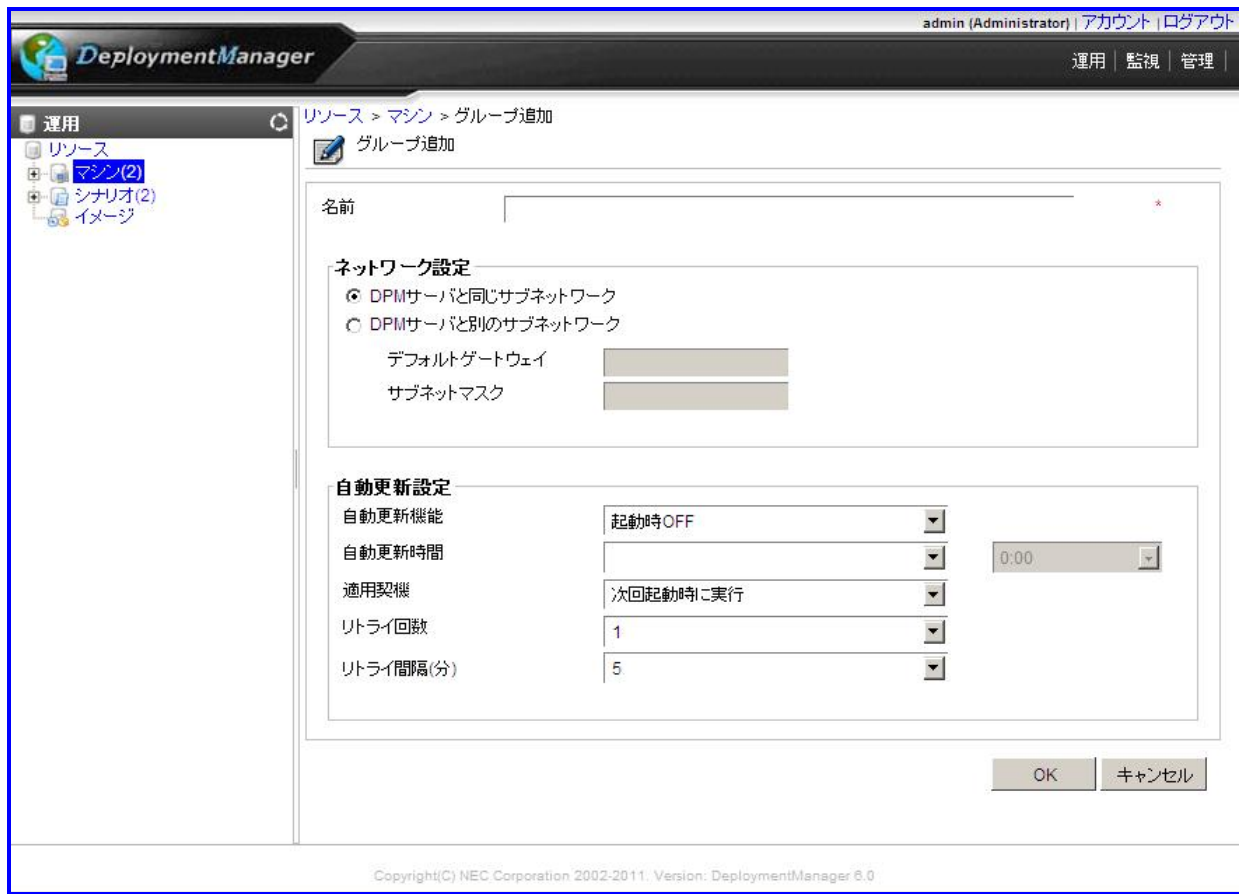 admin (Administrator) | アカウント | ログアウト
DeploymentManager
運用 | 監視 | 管理 |
運用
リソース
マシン(2)
シナリオ(2)
イメージ
リソース > マシン > グループ追加
グループ追加
名前 *
ネットワーク設定
DPMサーバと同じサブネットワーク
DPMサーバと別のサブネットワーク
デフォルトゲートウェイ
サブネットマスク
自動更新設定
自動更新機能 起動時OFF
自動更新時間 0:00
適用契機 次回起動時に実行
リトライ回数 1
リトライ間隔(分) 5
OK キャンセル
Copyright(C) NEC Corporation 2002-2011. Version: DeploymentManager 6.0